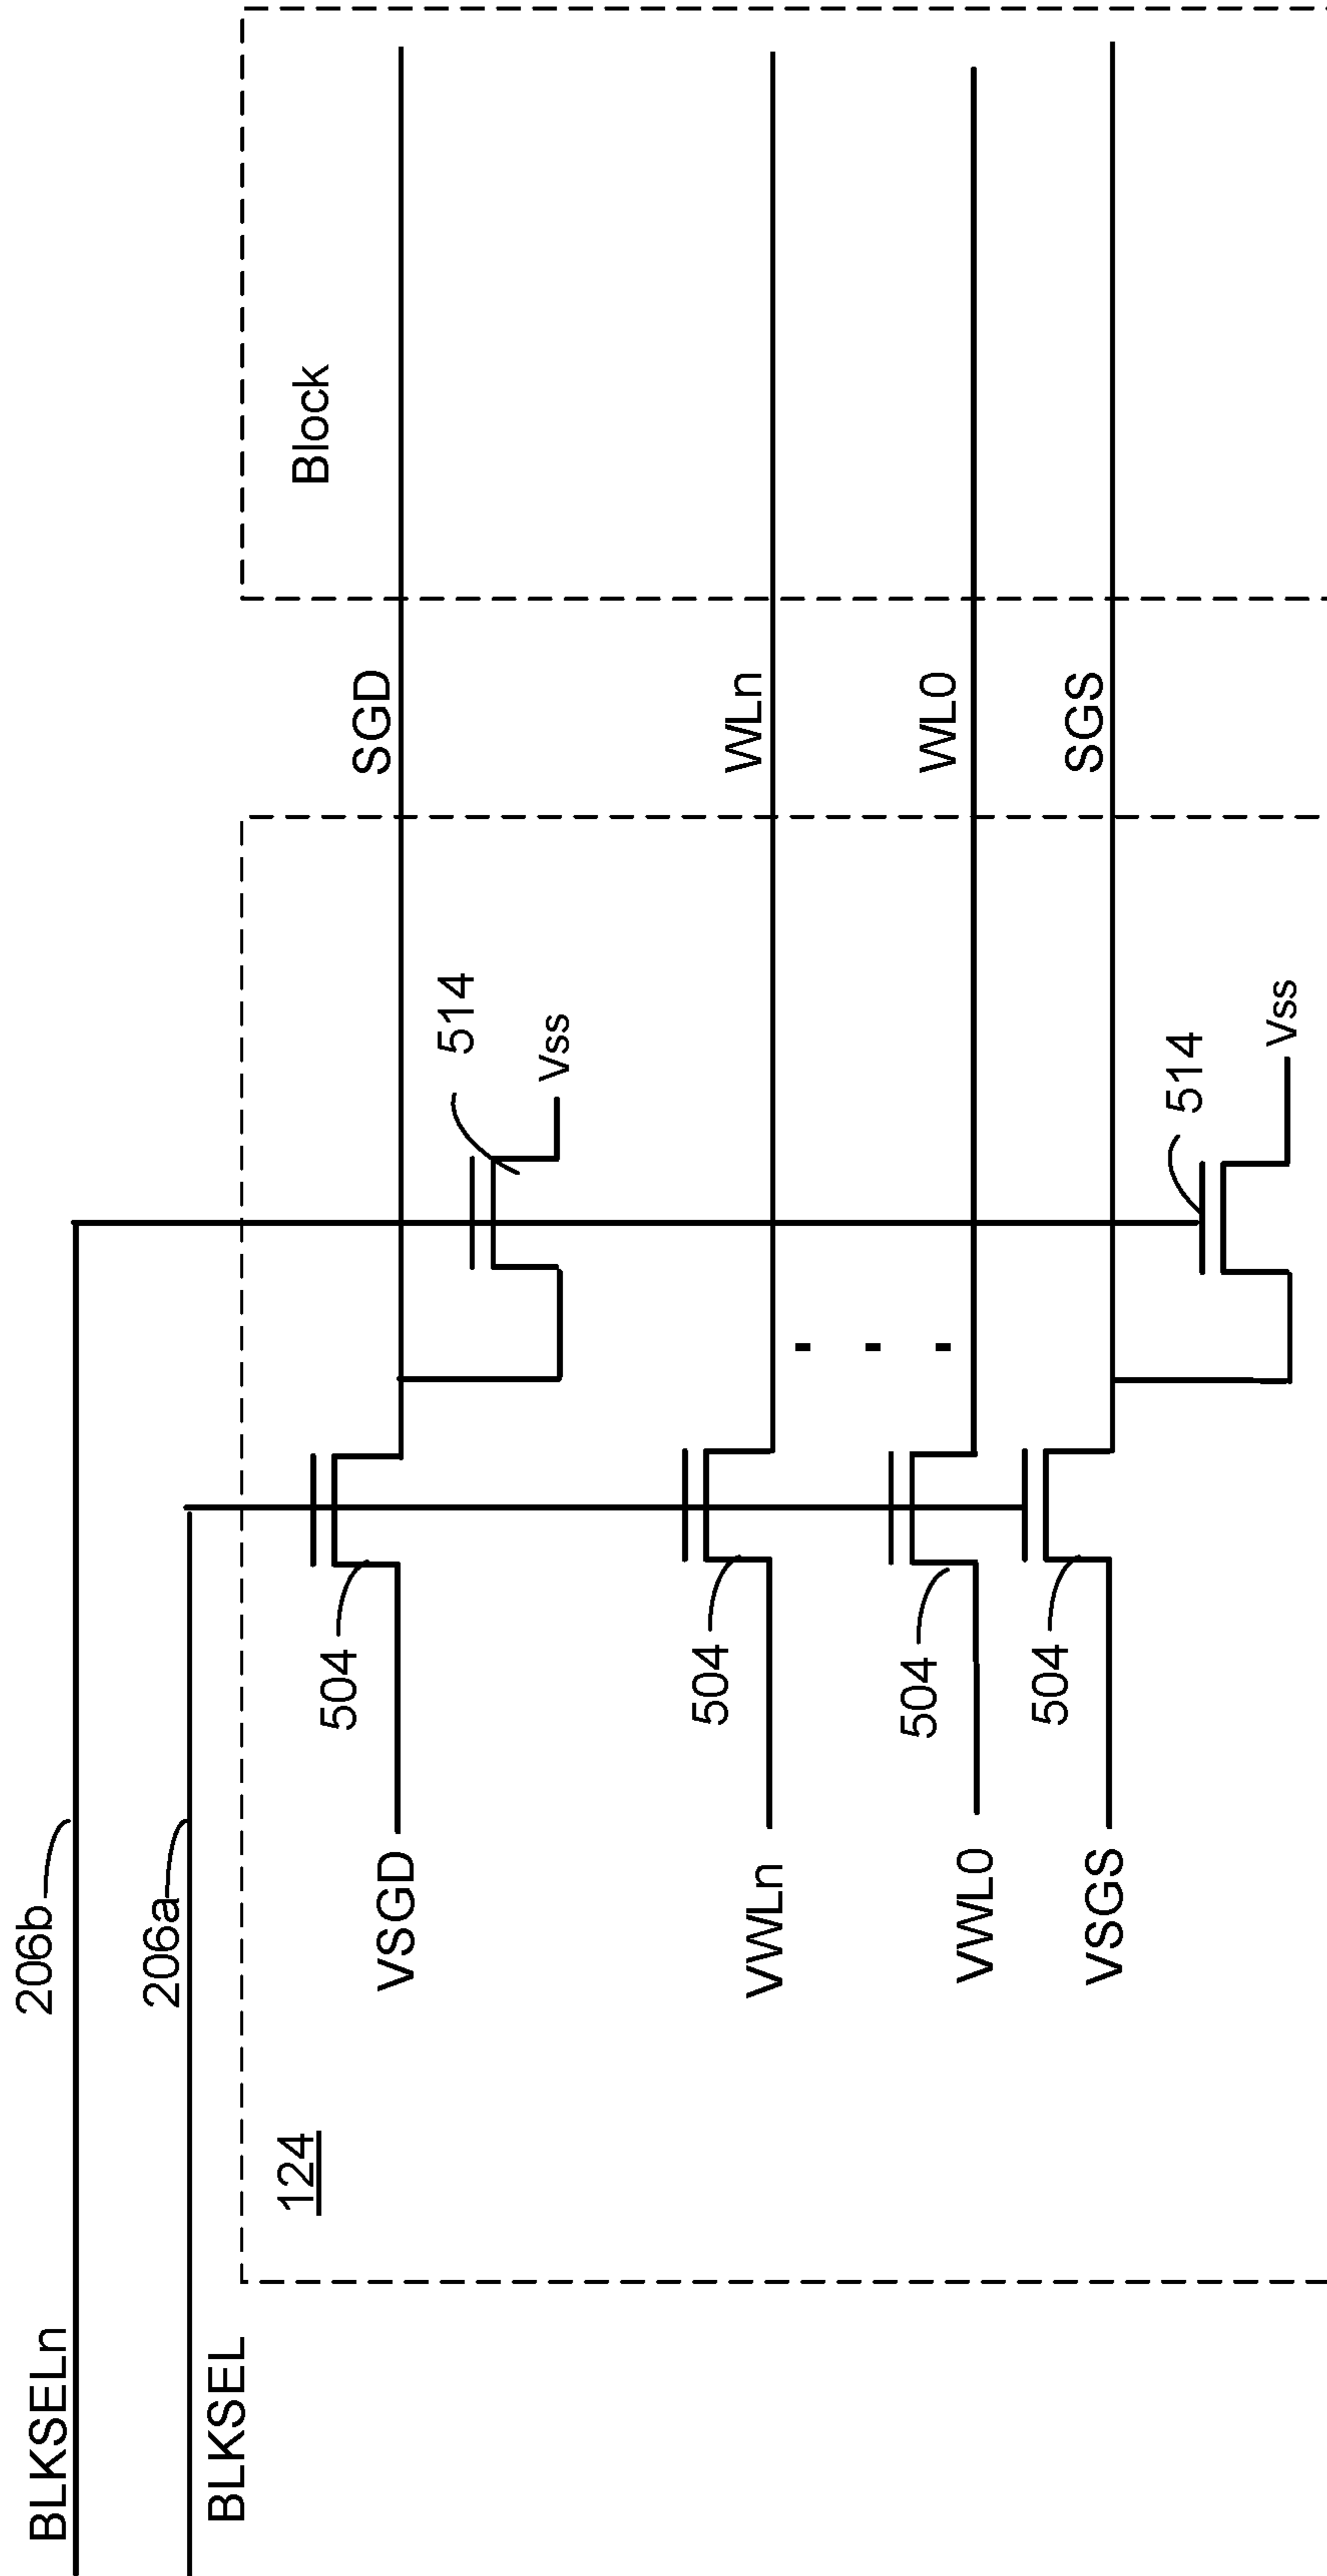 BLKSELn
206b
BLKSEL
206a
124
Block
VSGD
504
SGD
514
Vss
VWLn
504
WLn
VWL0
504
WL0
VSGS
504
SGS
514
Vss